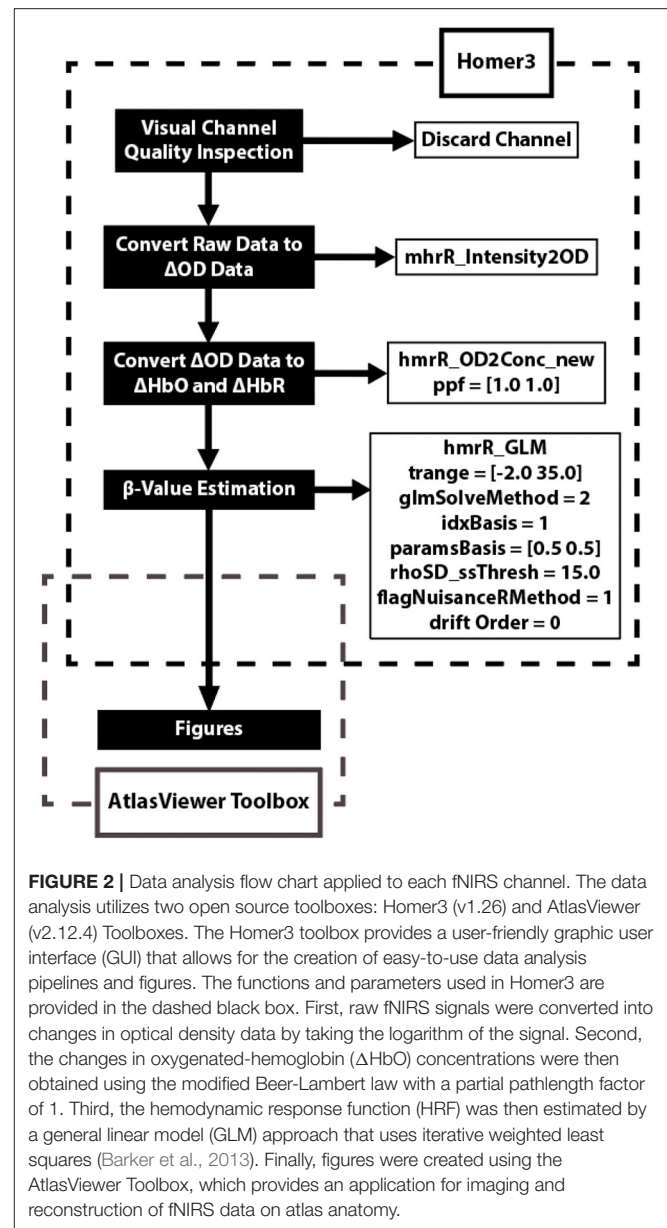 Homer3
Visual Channel
Quality Inspection
Discard Channel
Convert Raw Data to
ΔOD Data
mhrR_Intensity2OD
Convert ΔOD Data to
ΔHbO and ΔHbR
hmrR_OD2Conc_new
ppf = [1.0 1.0]
β-Value Estimation
hmrR_GLM
trange = [-2.0 35.0]
glmSolveMethod = 2
idxBasis = 1
paramsBasis = [0.5 0.5]
rhoSD_ssThresh = 15.0
flagNuisanceRMethod = 1
drift Order = 0
Figures
AtlasViewer Toolbox
FIGURE 2 | Data analysis flow chart applied to each fNIRS channel. The data
analysis utilizes two open source toolboxes: Homer3 (v1.26) and AtlasViewer
(v2.12.4) Toolboxes. The Homer3 toolbox provides a user-friendly graphic user
interface (GUI) that allows for the creation of easy-to-use data analysis
pipelines and figures. The functions and parameters used in Homer3 are
provided in the dashed black box. First, raw fNIRS signals were converted into
changes in optical density data by taking the logarithm of the signal. Second,
the changes in oxygenated-hemoglobin (ΔHbO) concentrations were then
obtained using the modified Beer-Lambert law with a partial pathlength factor
of 1. Third, the hemodynamic response function (HRF) was then estimated by
a general linear model (GLM) approach that uses iterative weighted least
squares (Barker et al., 2013). Finally, figures were created using the
AtlasViewer Toolbox, which provides an application for imaging and
reconstruction of fNIRS data on atlas anatomy.